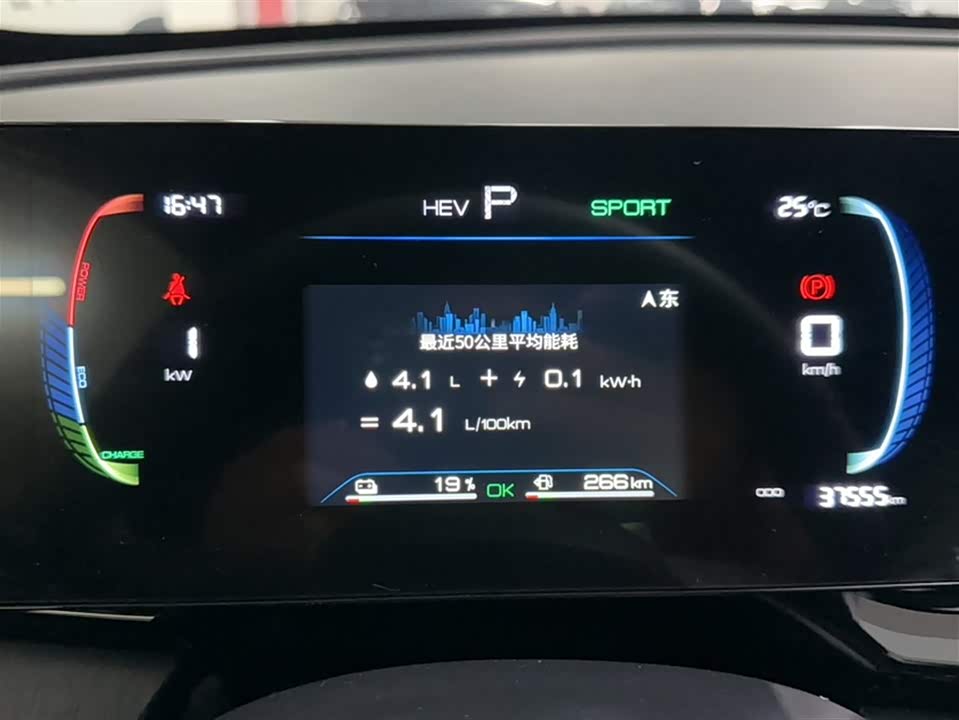 16:47
HEV P SPORT
25°C
POWER
ECO
CHARGE
1
kW
东
最近50公里平均能耗
4.1 L + 0.1 kW·h
= 4.1 L/100km
19 % OK 266 km
P
0
km/h
ODO 37555 km